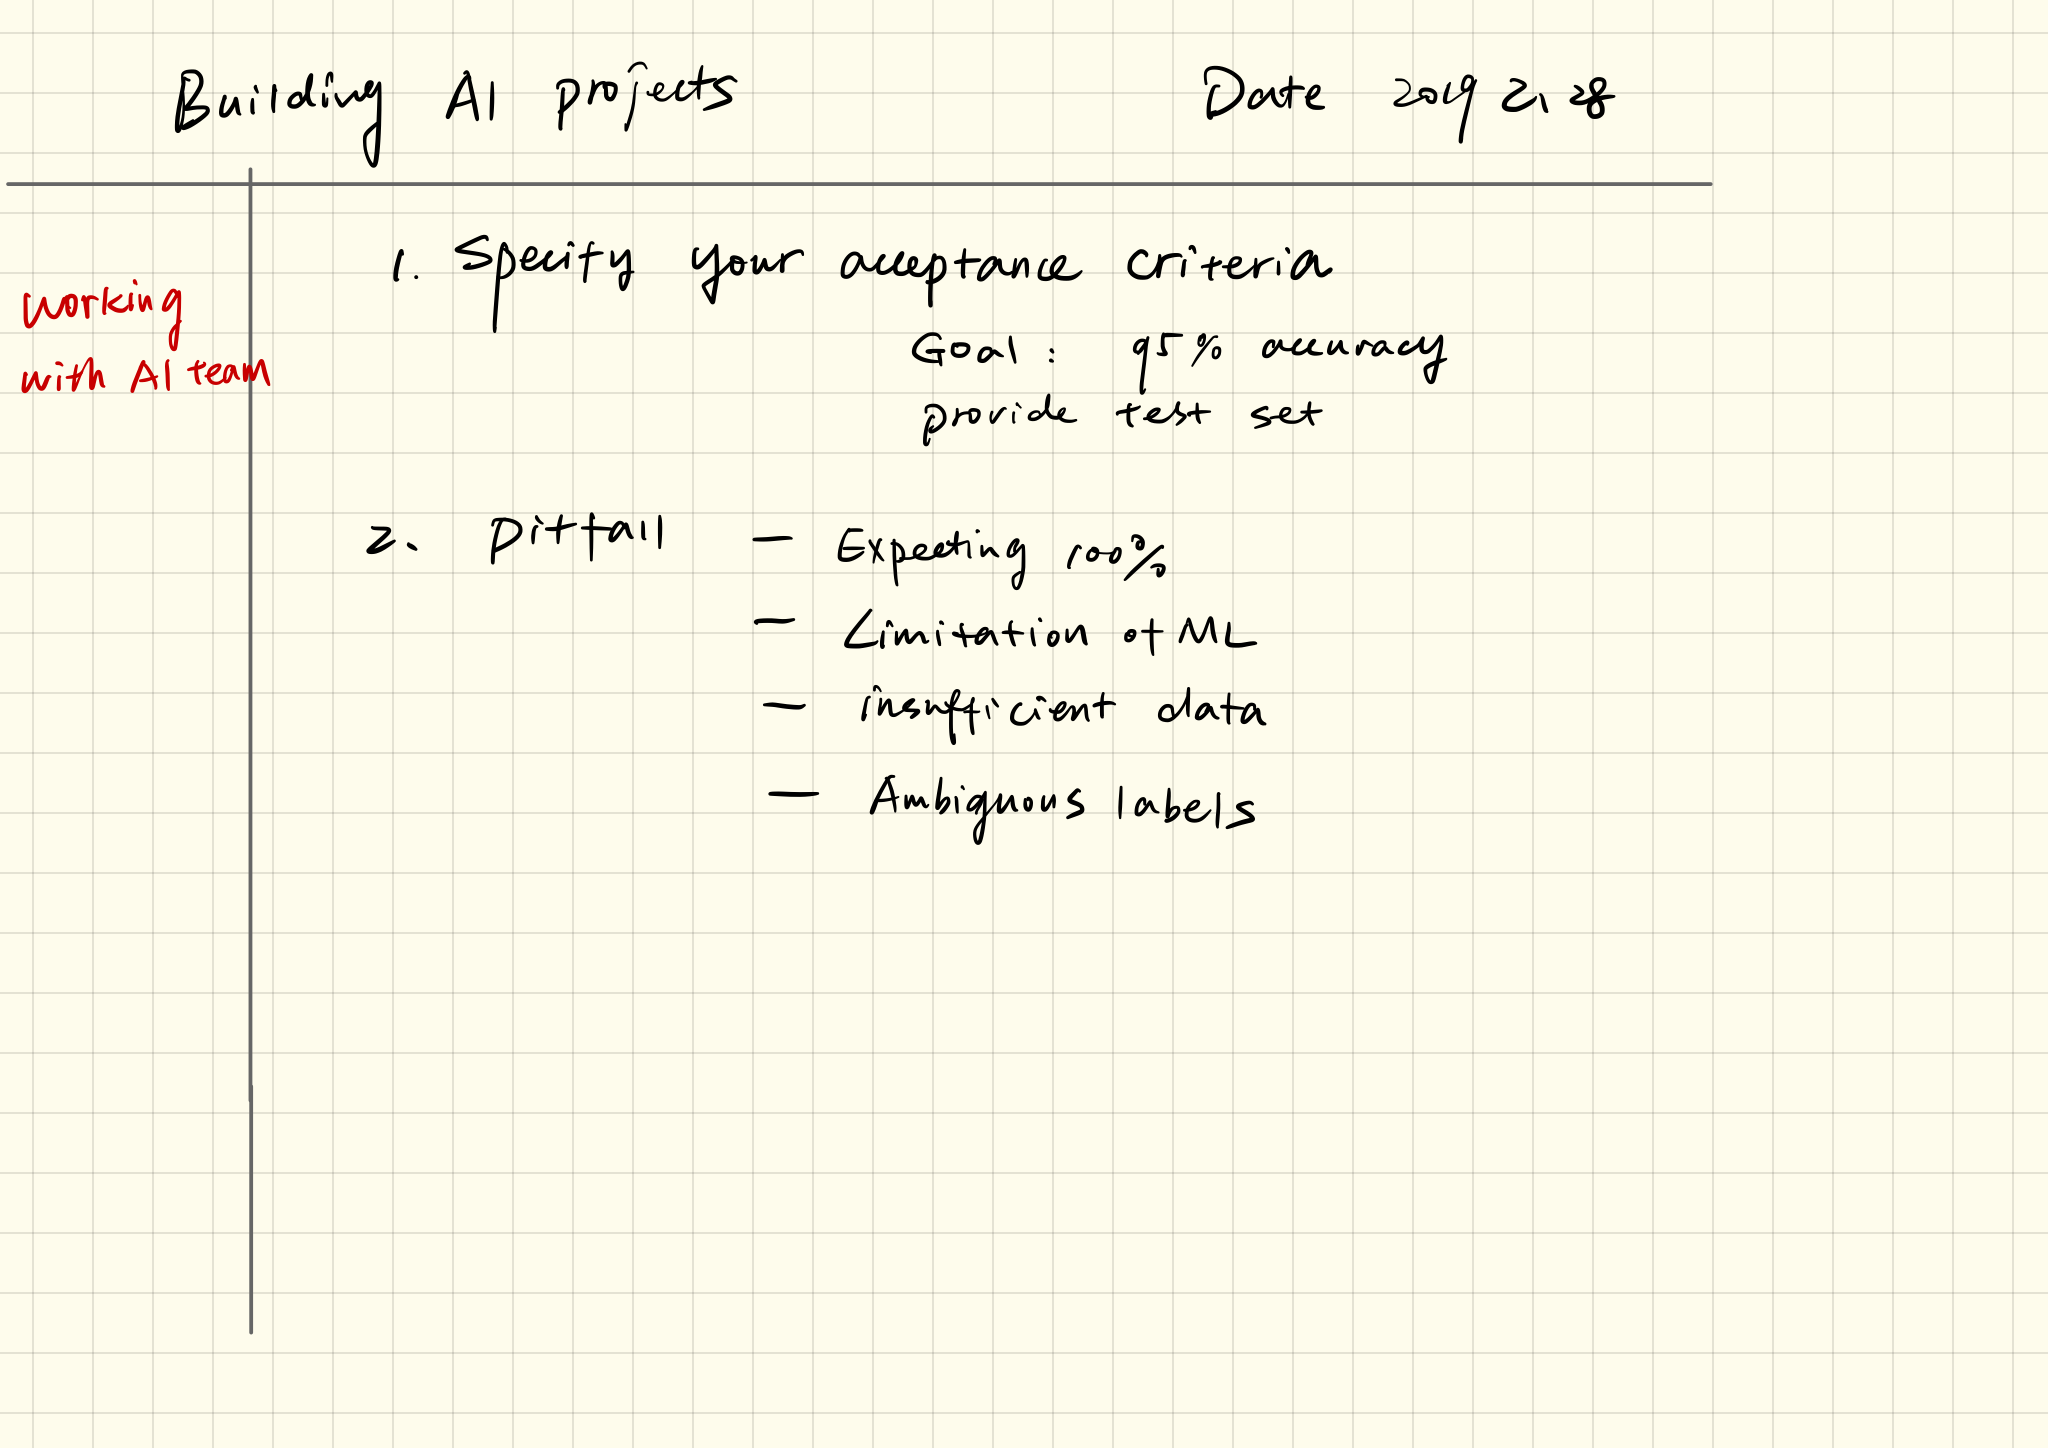 Building AI projects Date 2019 2, 28
working
with AI team
1. Specify your acceptance criteria
Goal : 95% accuracy
provide test set
2. pitfall — Expecting 100%
— Limitation of ML
— insufficient data
— Ambiguous labels